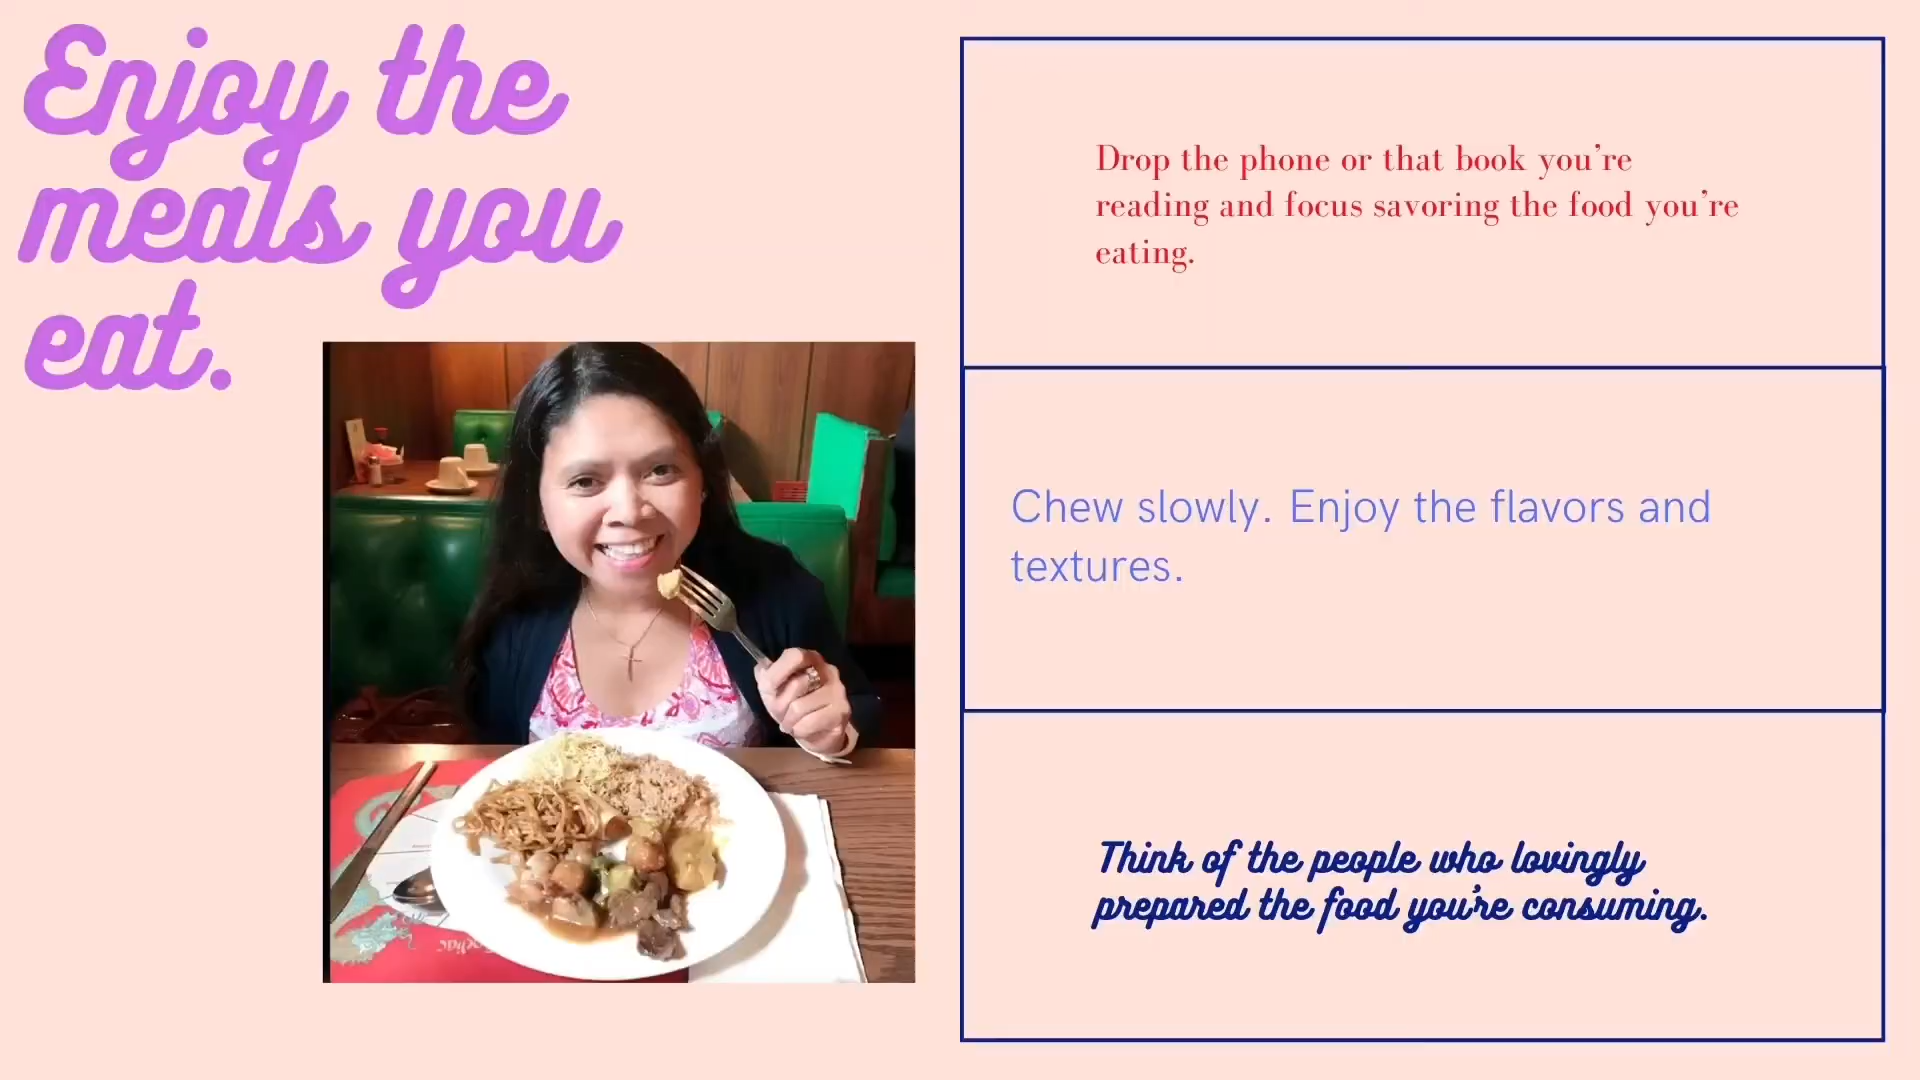 Enjoy the
meals you
eat.
Drop the phone or that book you're
reading and focus savoring the food you're
eating.
Chew slowly. Enjoy the flavors and
textures.
Think of the people who lovingly
prepared the food you're consuming.